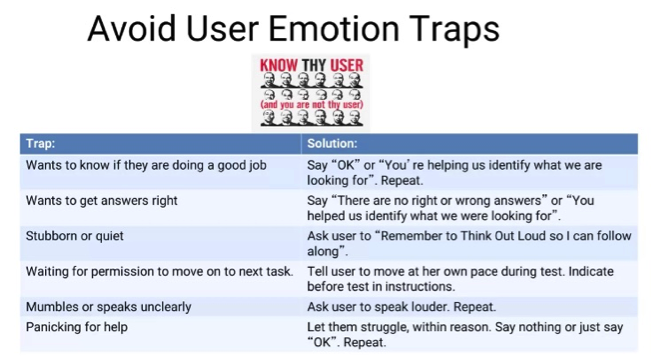 Avoid User Emotion Traps
KNOW THY USER
(and you are not thy user)
Trap:
Solution:
Wants to know if they are doing a good job
Say “OK” or “You’ re helping us identify what we are
looking for”. Repeat.
Wants to get answers right
Say “There are no right or wrong answers” or “You
helped us identify what we were looking for”.
Stubborn or quiet
Ask user to “Remember to Think Out Loud so I can follow
along”.
Waiting for permission to move on to next task.
Tell user to move at her own pace during test. Indicate
before test in instructions.
Mumbles or speaks unclearly
Ask user to speak louder. Repeat.
Panicking for help
Let them struggle, within reason. Say nothing or just say
“OK”. Repeat.